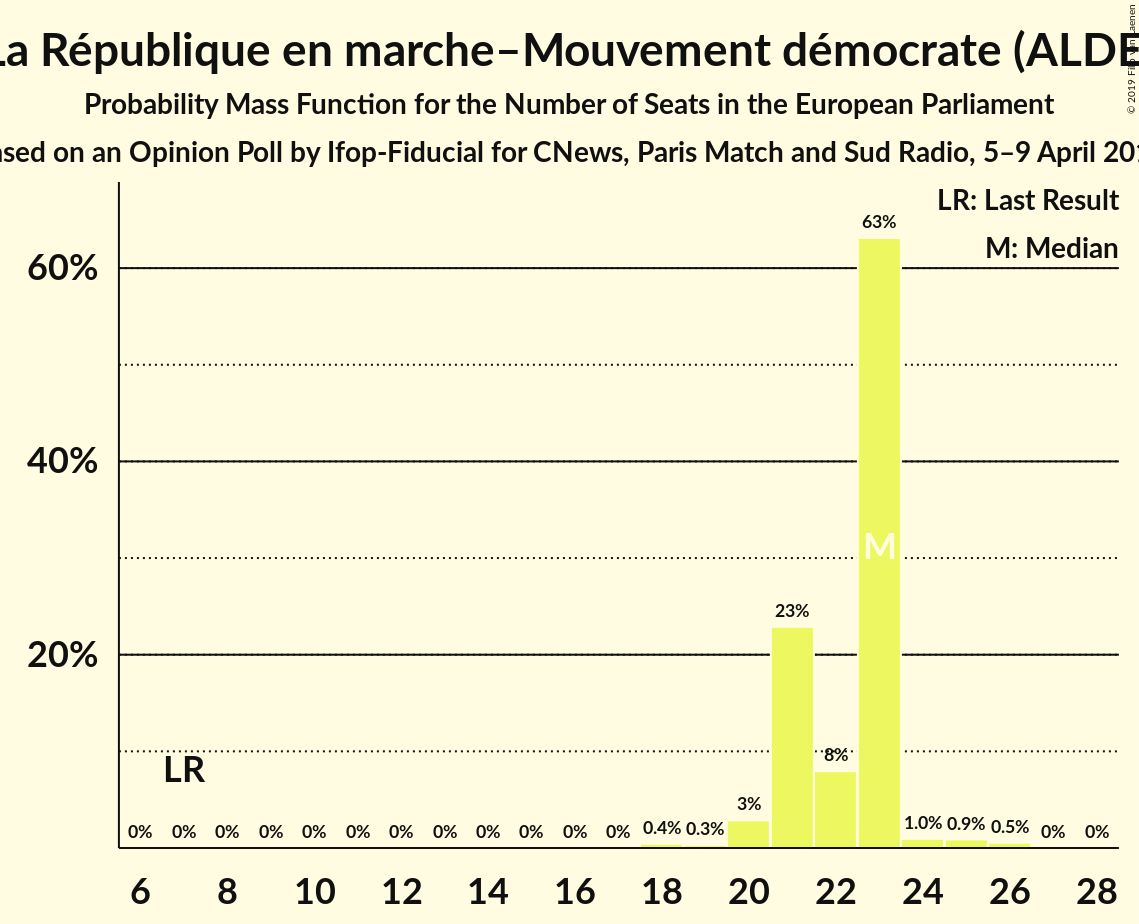 La République en marche–Mouvement démocrate (ALDE
Probability Mass Function for the Number of Seats in the European Parliament
ased on an Opinion Poll by Ifop-Fiducial for CNews, Paris Match and Sud Radio, 5–9 April 201
© 2019
LR: Last Result
M: Median
63%
60%
40%
M
23%
20%
8%
LR
3%
0% 0% 0% 0% 0% 0% 0% 0% 0% 0% 0% 0% 0.4% 0.3% 1.0% 0.9% 0.5% 0% 0%
6 8 10 12 14 16 18 20 22 24 26 28